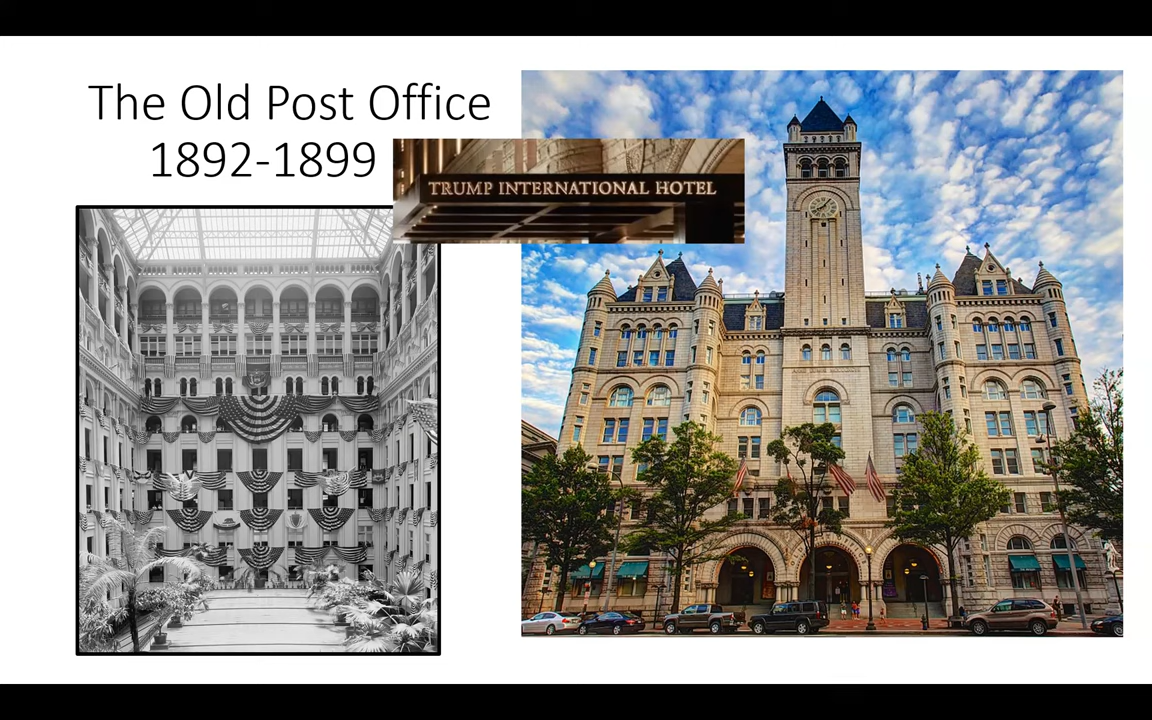 The Old Post Office
1892-1899
TRUMP INTERNATIONAL HOTEL